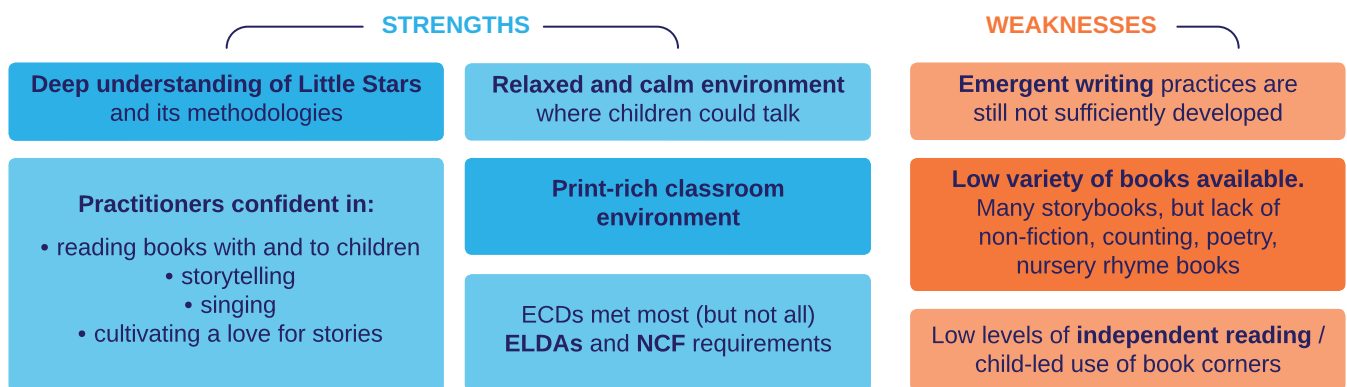 STRENGTHS
Deep understanding of Little Stars
and its methodologies
Practitioners confident in:
• reading books with and to children
• storytelling
• singing
• cultivating a love for stories
Relaxed and calm environment
where children could talk
Print-rich classroom
environment
ECDs met most (but not all)
ELDAs and NCF requirements
WEAKNESSES
Emergent writing practices are
still not sufficiently developed
Low variety of books available.
Many storybooks, but lack of
non-fiction, counting, poetry,
nursery rhyme books
Low levels of independent reading /
child-led use of book corners